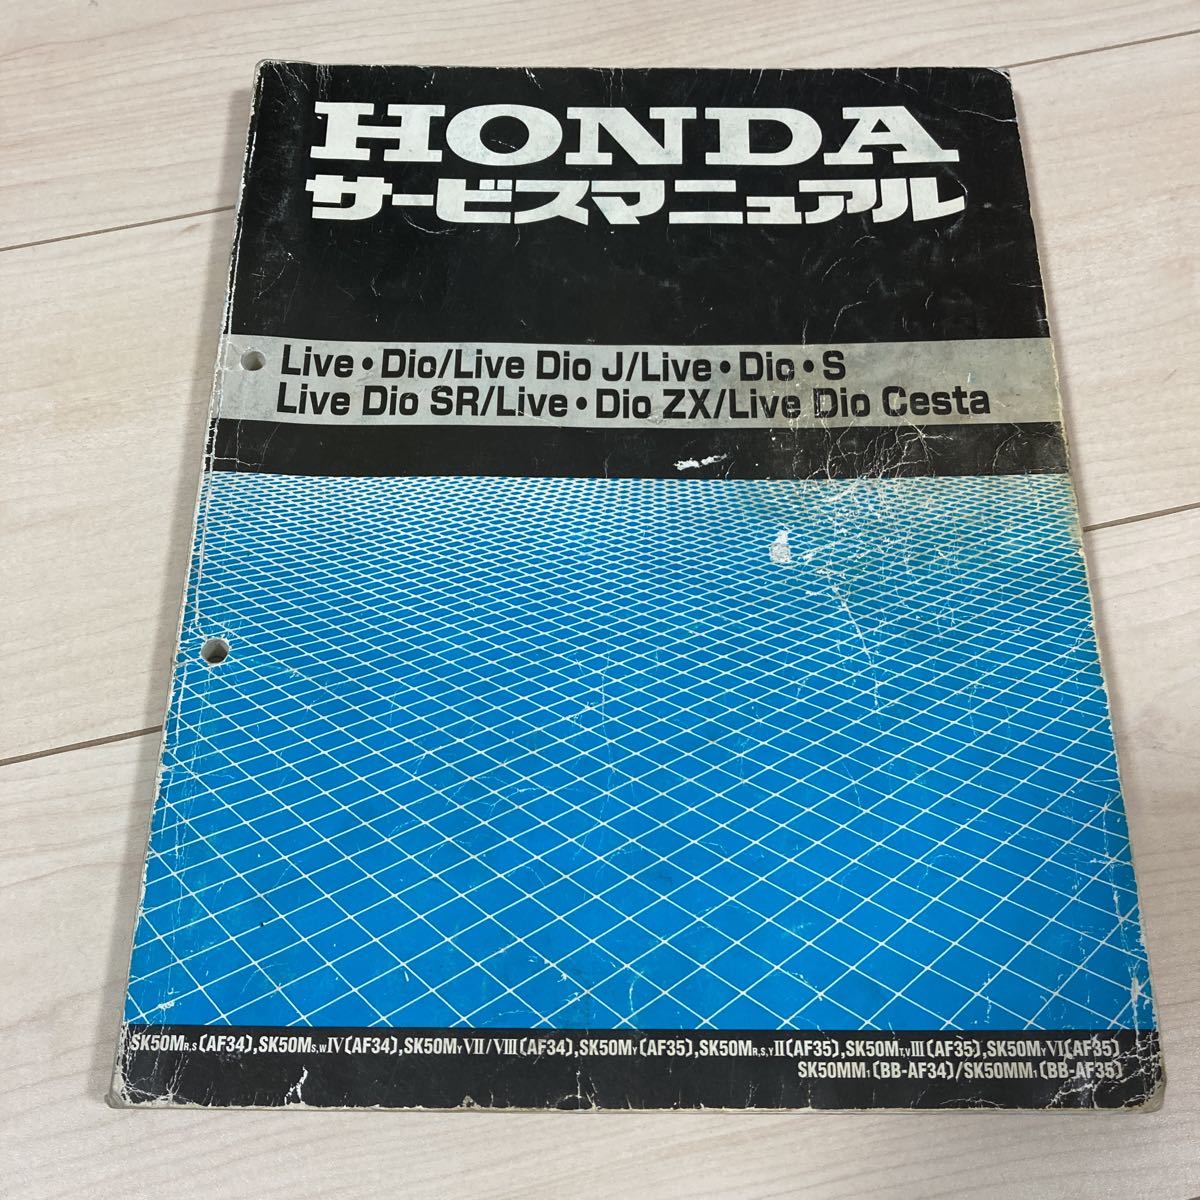 HONDA
サービスマニュアル
Live・Dio/Live Dio J/Live・Dio・S
Live Dio SR/Live・Dio ZX/Live Dio Cesta
SK50MR,S〔AF34〕,SK50MS,WⅣ〔AF34〕,SK50MYⅦ/Ⅷ〔AF34〕,SK50MY〔AF35〕,SK50MR,S,YⅡ〔AF35〕,SK50MT,VⅢ〔AF35〕,SK50MYⅥ〔AF35〕
SK50MM1〔BB-AF34〕/SK50MM1〔BB-AF35〕